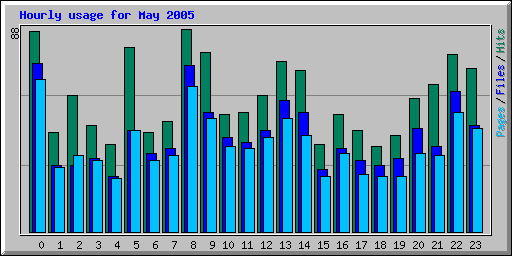 Hourly usage for May 2005
88
Pages / Files / Hits
0 1 2 3 4 5 6 7 8 9 10 11 12 13 14 15 16 17 18 19 20 21 22 23